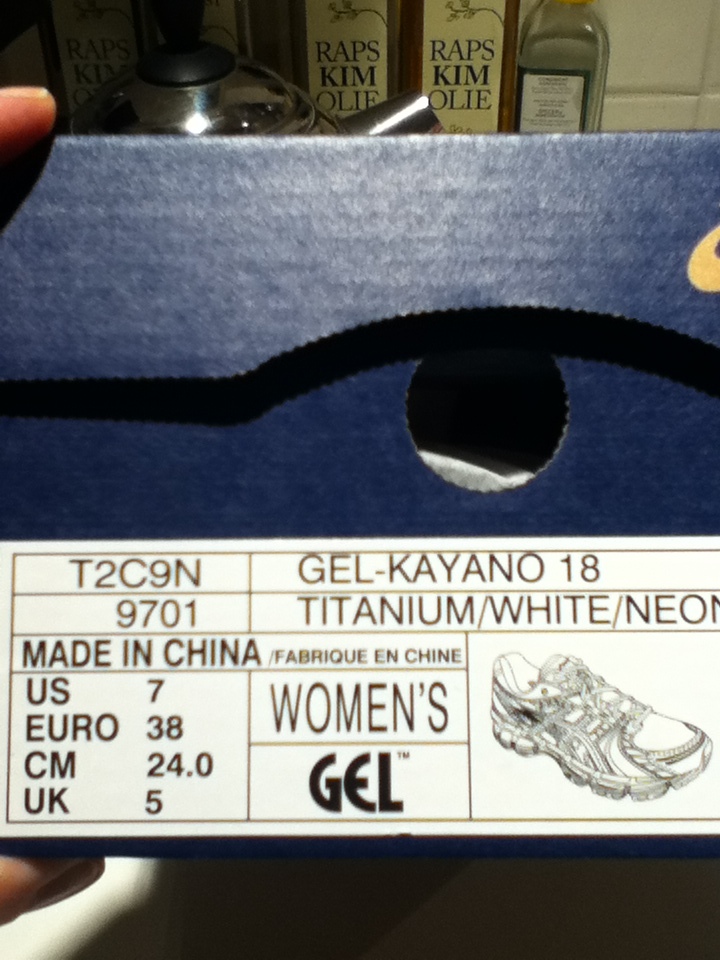 RAPS
KIM
OLIE
RAPS
KIM
OLIE
RAPS
KIM
T2C9N GEL-KAYANO 18
9701 TITANIUM/WHITE/NEON
MADE IN CHINA /FABRIQUE EN CHINE
US 7
EURO 38
CM 24.0
UK 5
WOMEN'S
GEL™